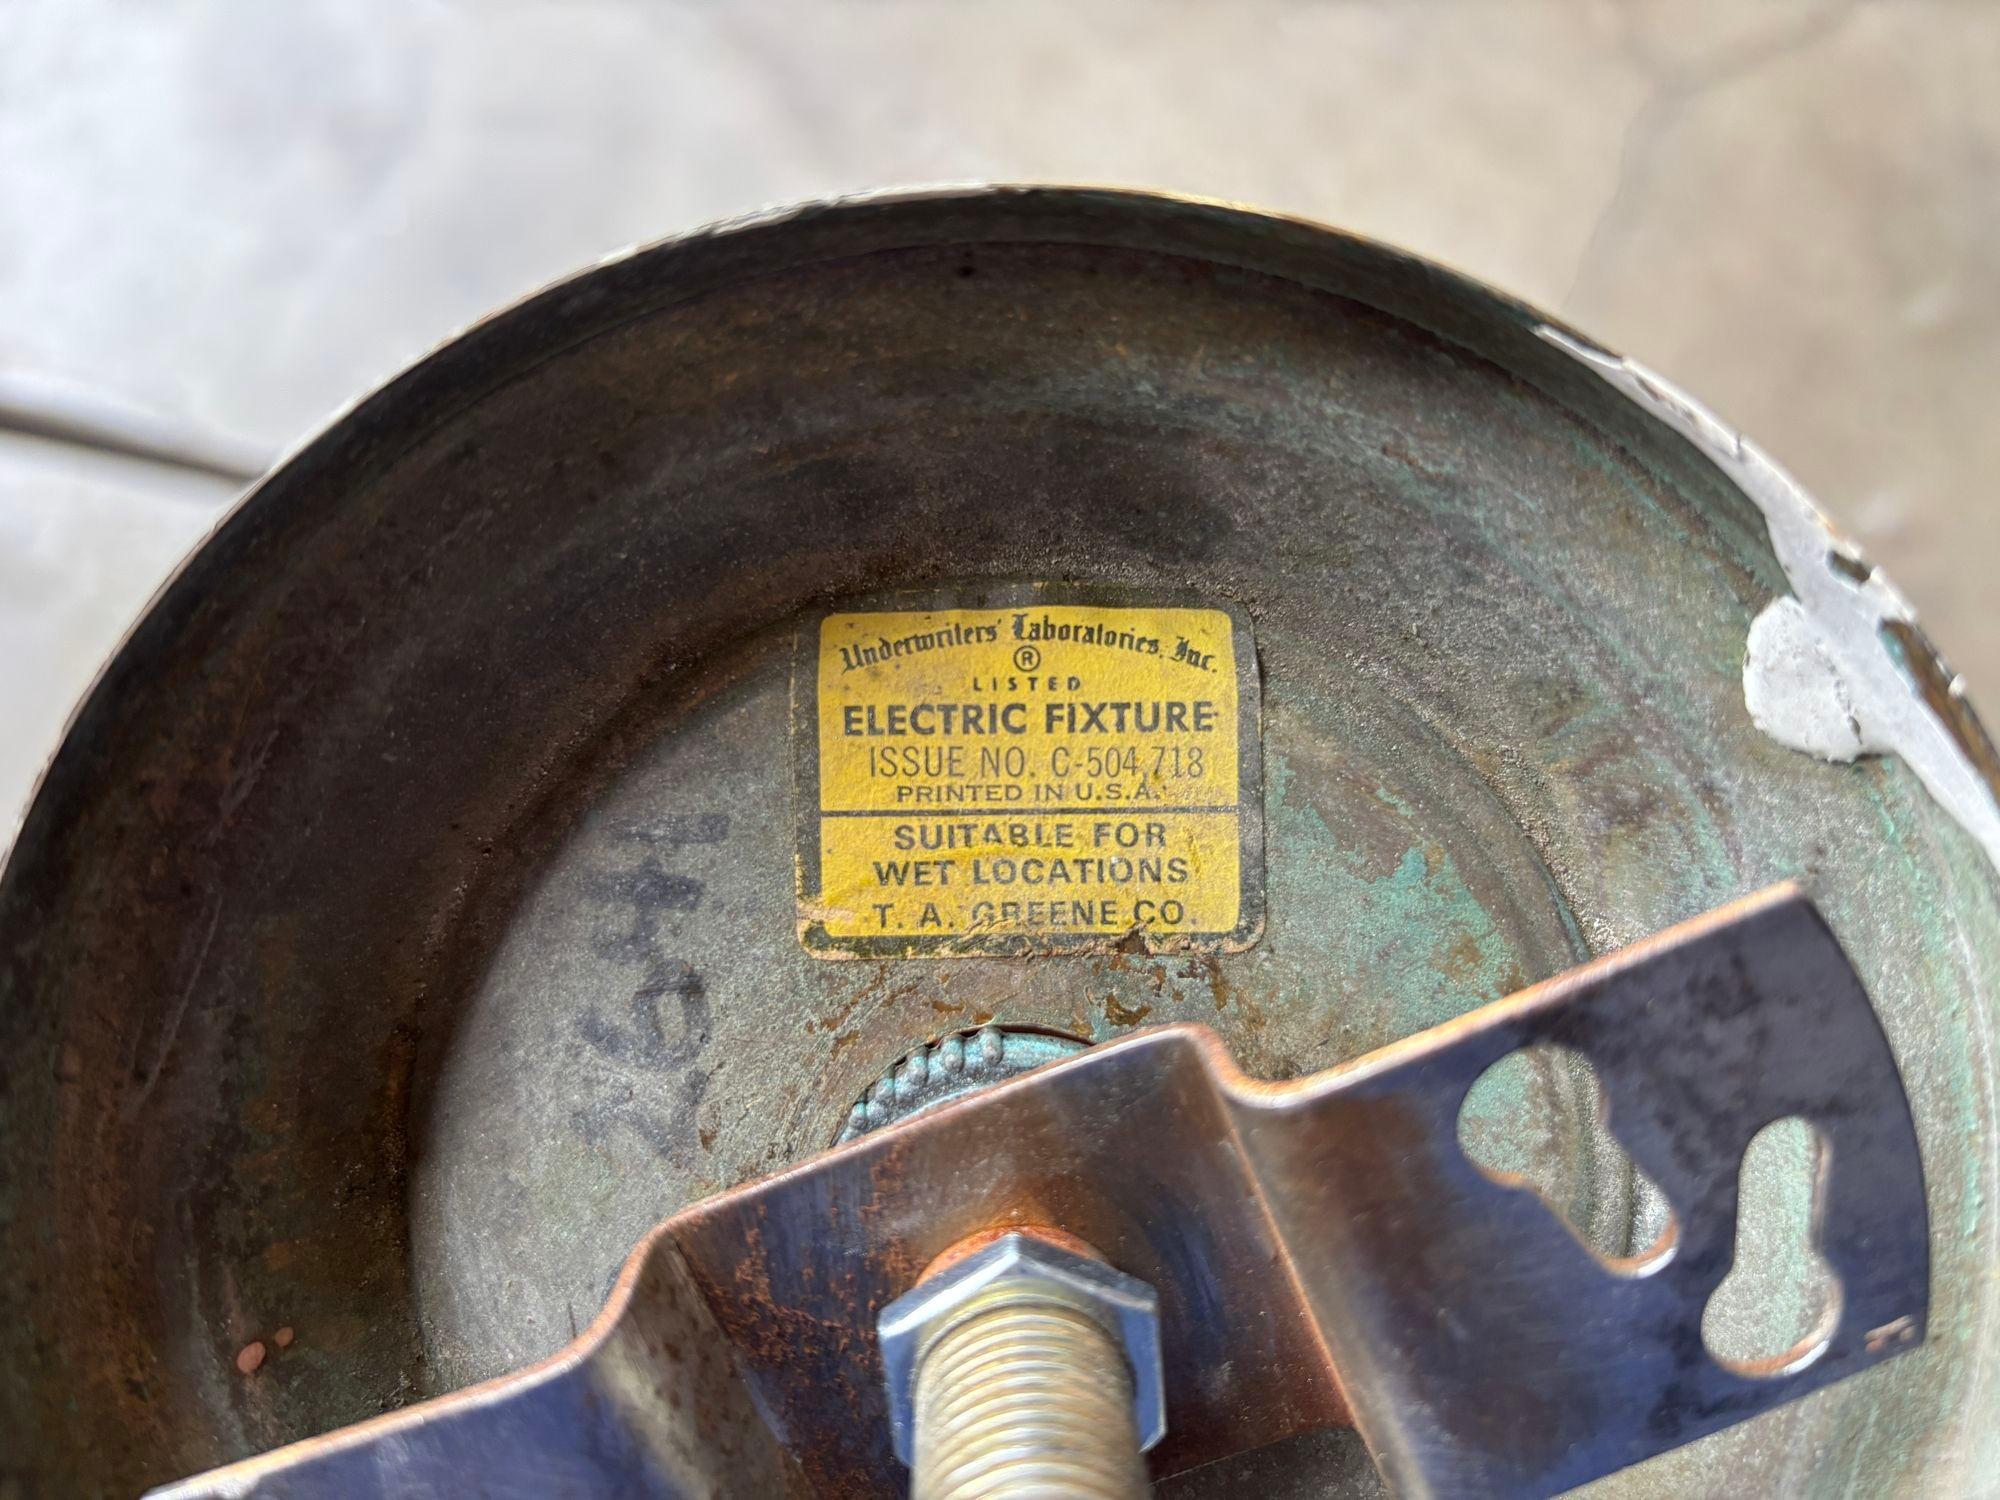 Underwriters' Laboratories, Inc.
®
LISTED
ELECTRIC FIXTURE
ISSUE NO. C-504,718
PRINTED IN U.S.A.
SUITABLE FOR
WET LOCATIONS
T. A. GREENE CO.